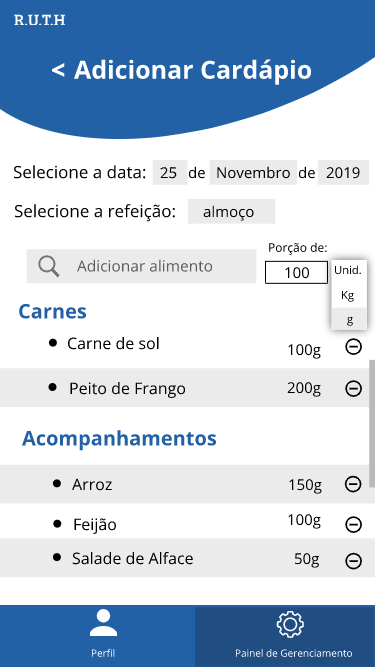 R.U.T.H
< Adicionar Cardápio
Selecione a data: 25 de Novembro de 2019
Selecione a refeição: almoço
Porção de:
Adicionar alimento 100
Unid.
Kg
g
Carnes
• Carne de sol 100g
• Peito de Frango 200g
Acompanhamentos
• Arroz 150g
• Feijão 100g
• Salade de Alface 50g
Perfil Painel de Gerenciamento